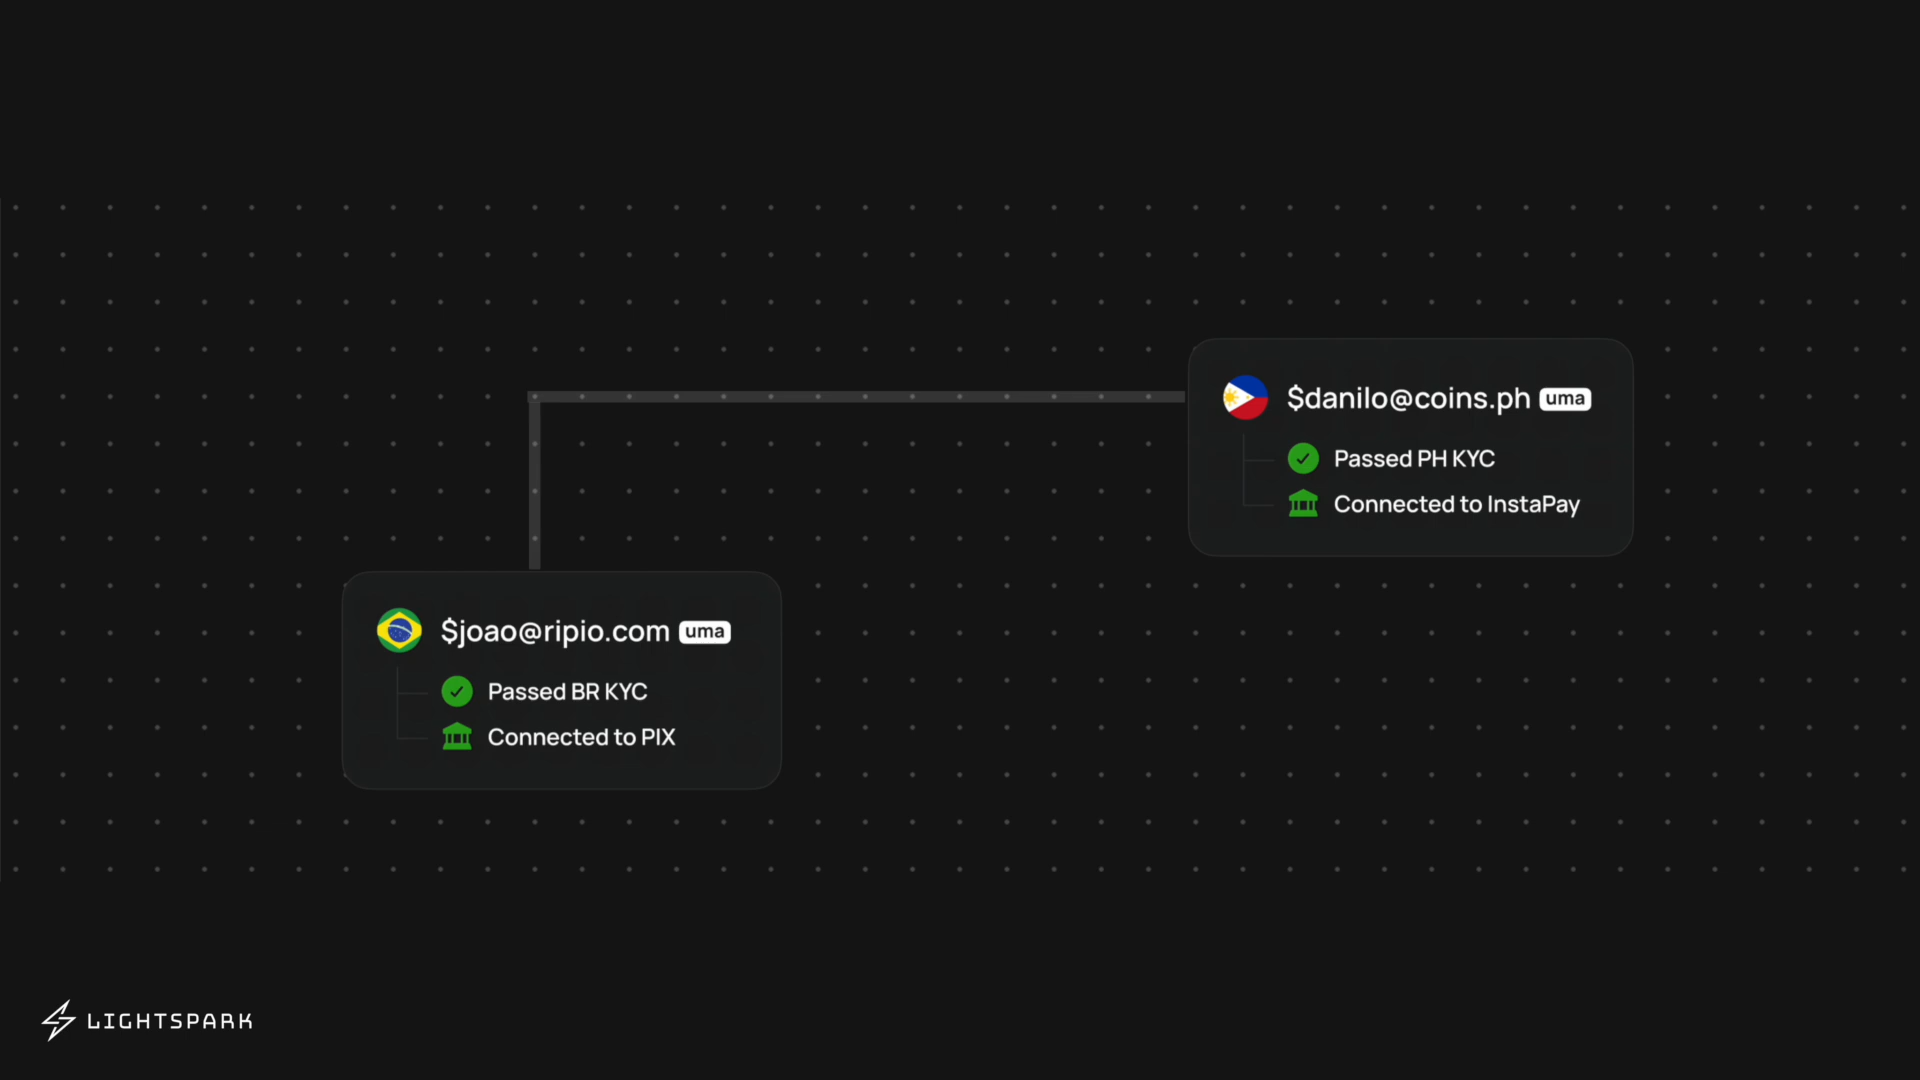 $danilo@coins.ph uma
Passed PH KYC
Connected to InstaPay
$joao@ripio.com uma
Passed BR KYC
Connected to PIX
LIGHTSPARK